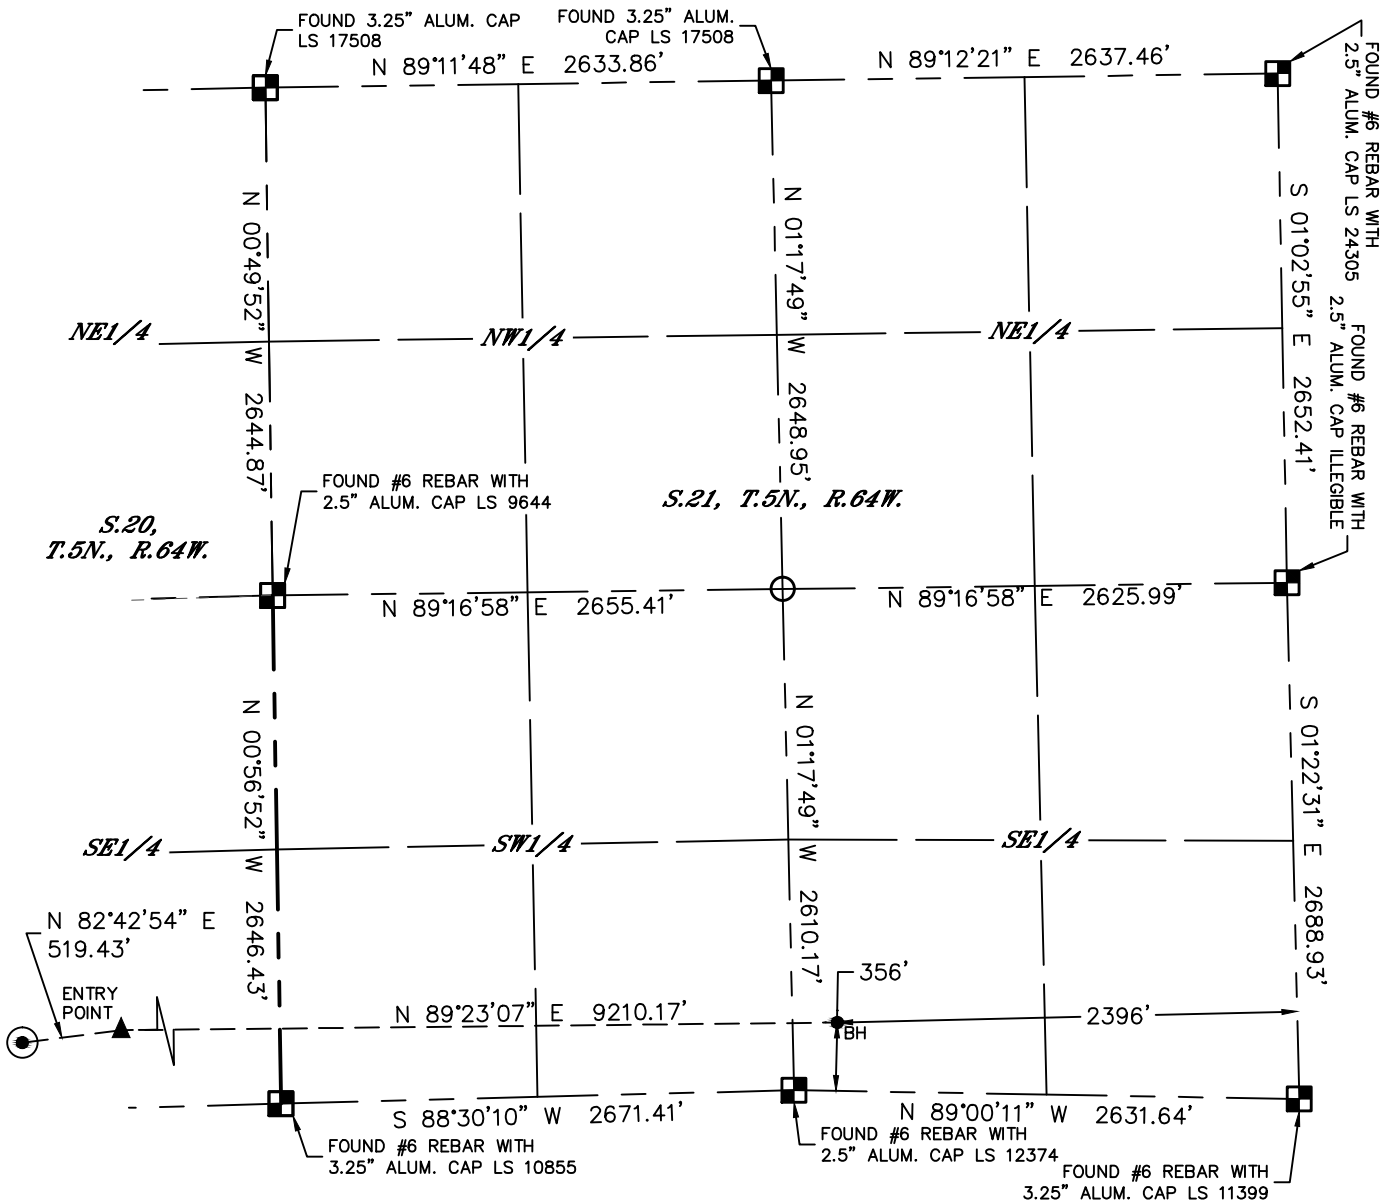 FOUND 3.25” ALUM. CAP
LS 17508
FOUND 3.25” ALUM.
CAP LS 17508
N 89°11'48” E 2633.86'
N 89°12'21” E 2637.46'
FOUND #6 REBAR WITH
2.5” ALUM. CAP LS 24305
N 00°49'52” W 2644.87'
N 01°17'49” W 2648.95'
S 01°02'55” E 2652.41'
NE1/4
NW1/4
NE1/4
FOUND #6 REBAR WITH
2.5” ALUM. CAP ILLEGIBLE
FOUND #6 REBAR WITH
2.5” ALUM. CAP LS 9644
S.21, T.5N., R.64W.
S.20,
T.5N., R.64W.
N 89°16'58” E 2655.41'
N 89°16'58” E 2625.99'
N 00°56'52” W 2646.43'
N 01°17'49” W 2610.17'
S 01°22'31” E 2688.93'
SE1/4
SW1/4
SE1/4
N 82°42'54” E
519.43'
ENTRY
POINT
356'
N 89°23'07” E 9210.17'
2396'
BH
S 88°30'10” W 2671.41'
N 89°00'11” W 2631.64'
FOUND #6 REBAR WITH
3.25” ALUM. CAP LS 10855
FOUND #6 REBAR WITH
2.5” ALUM. CAP LS 12374
FOUND #6 REBAR WITH
3.25” ALUM. CAP LS 11399